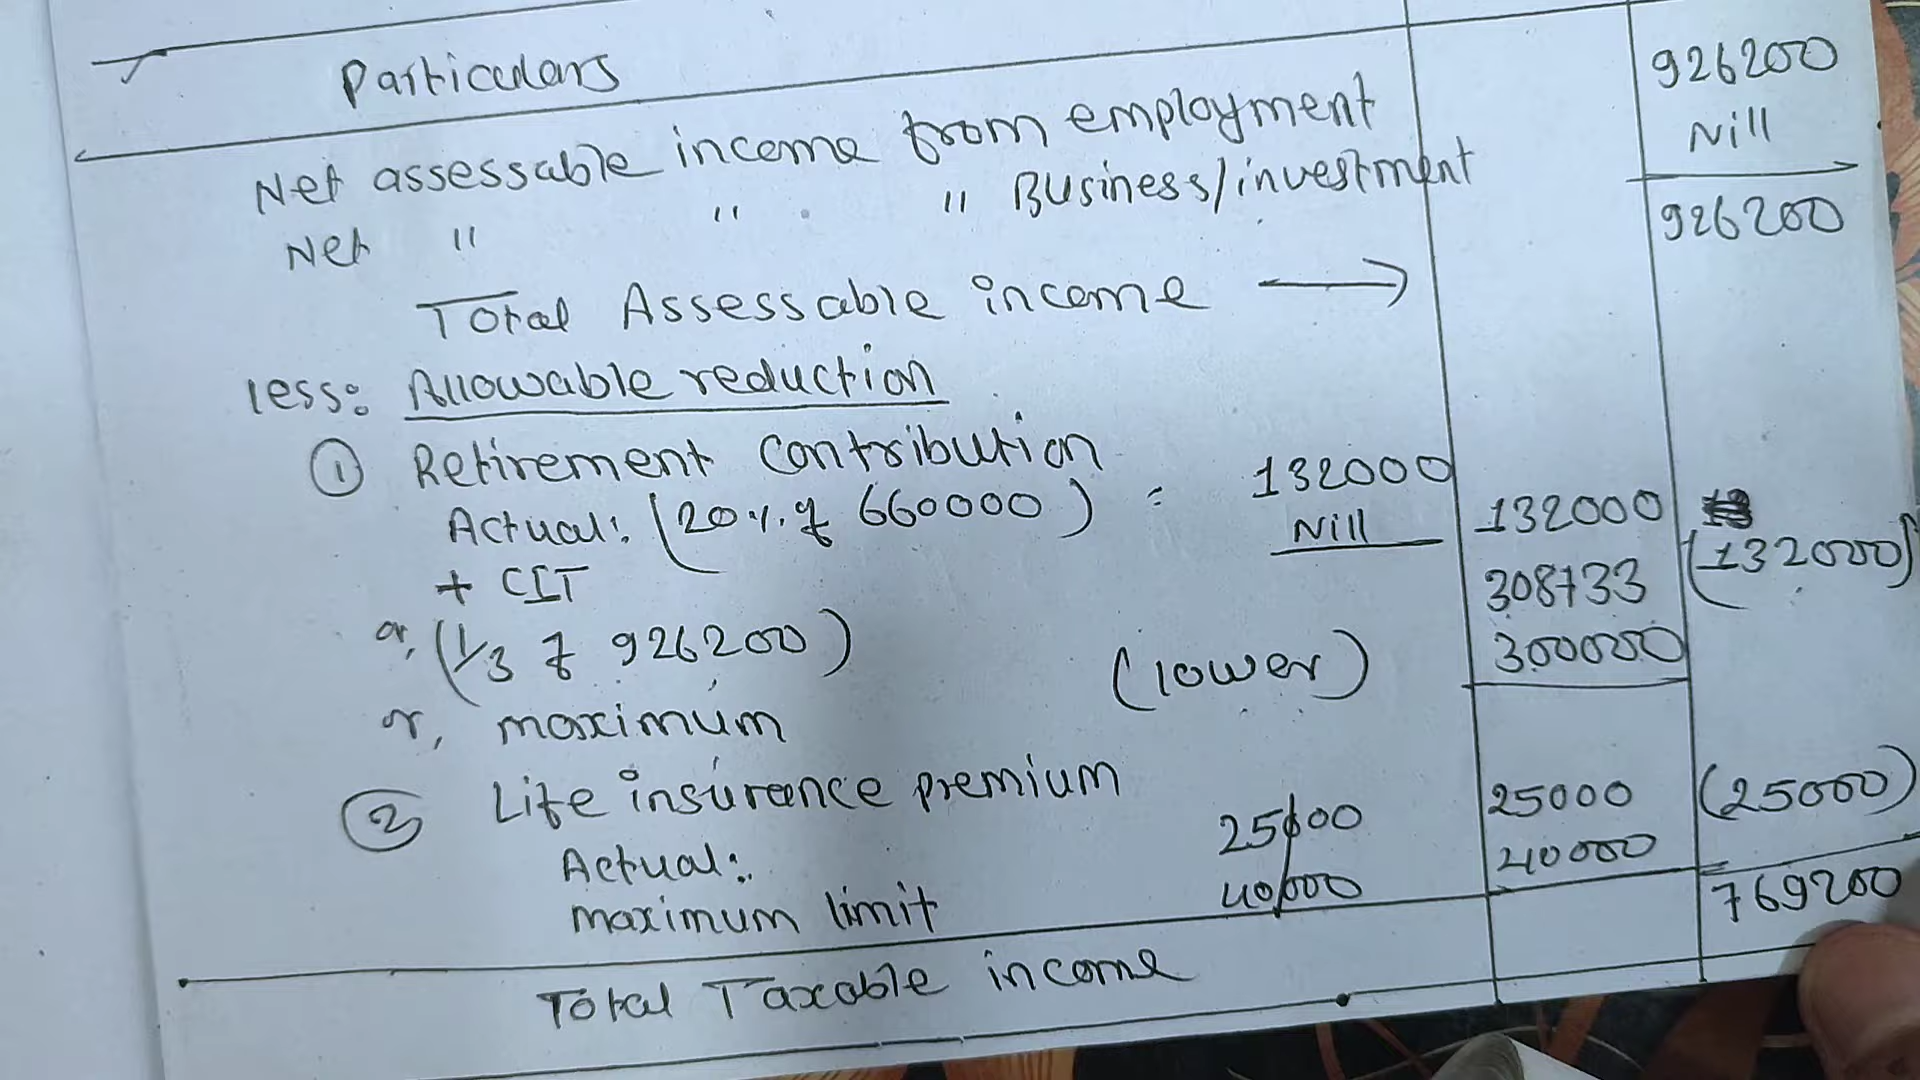 Particulars
Net assessable income from employment 926200
Net " " " Business/investment Nill
Total Assessable income → 926200
less: Allowable reduction
① Retirement Contribution
Actual: (20% of 660000) = 132000 132000
+ CIT Nill (132000)
or, (1/3 of 926200) 308733
or, maximum (lower) 300000
② Life insurance premium
Actual: 25000 25000 (25000)
maximum limit 40,000 40000
Total Taxable income 769200